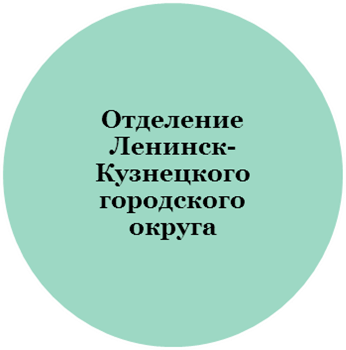 Отделение
Ленинск-
Кузнецкого
городского
округа